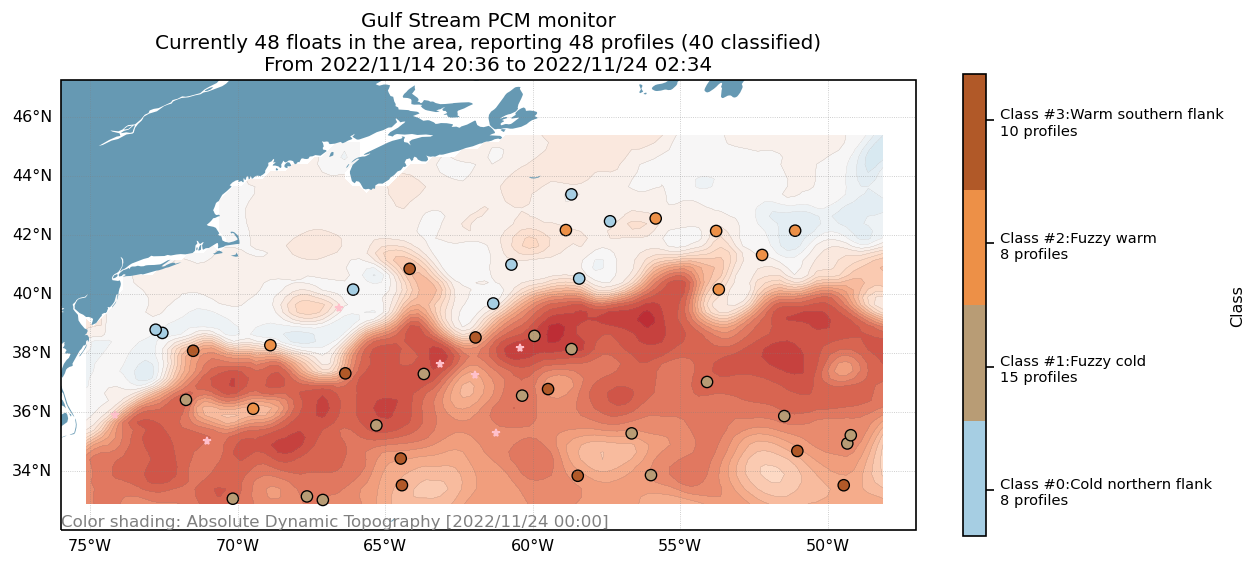 Gulf Stream PCM monitor
Currently 48 floats in the area, reporting 48 profiles (40 classified)
From 2022/11/14 20:36 to 2022/11/24 02:34
46°N
44°N
42°N
40°N
38°N
36°N
34°N
Color shading: Absolute Dynamic Topography [2022/11/24 00:00]
75°W
70°W
65°W
60°W
55°W
50°W
Class #3:Warm southern flank
10 profiles
Class #2:Fuzzy warm
8 profiles
Class #1:Fuzzy cold
15 profiles
Class #0:Cold northern flank
8 profiles
Class